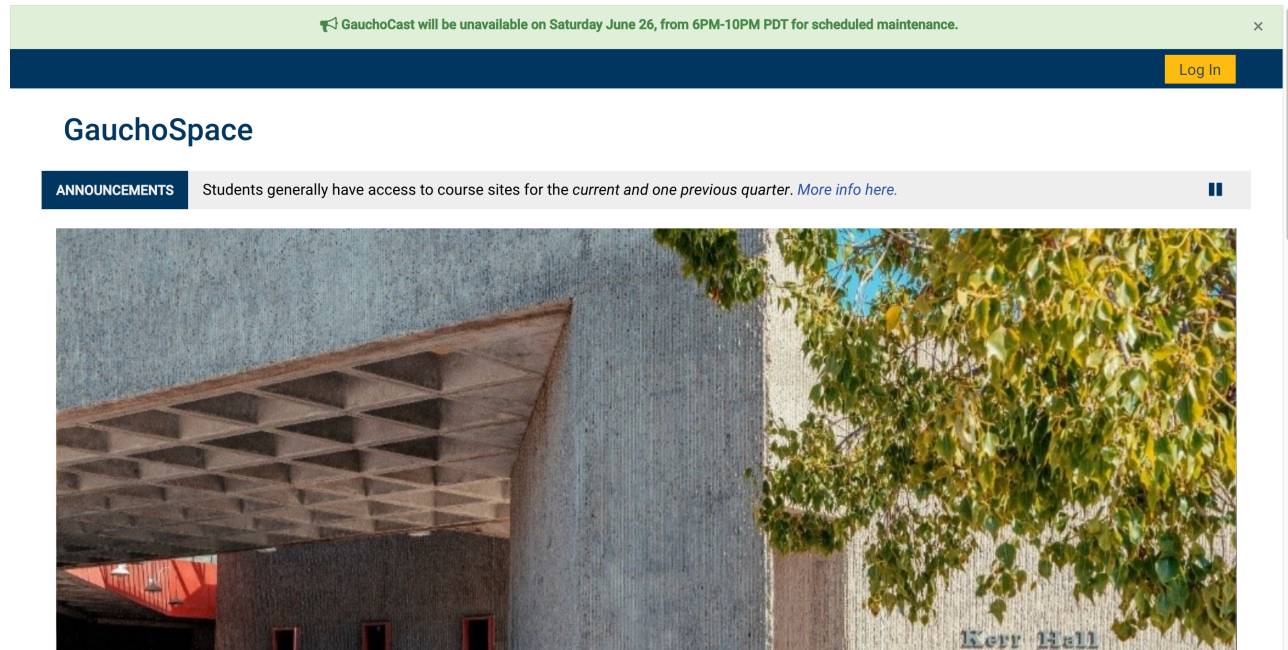 GauchoCast will be unavailable on Saturday June 26, from 6PM-10PM PDT for scheduled maintenance. ×
Log In
GauchoSpace
ANNOUNCEMENTS Students generally have access to course sites for the current and one previous quarter. More info here.
Kerr Hall